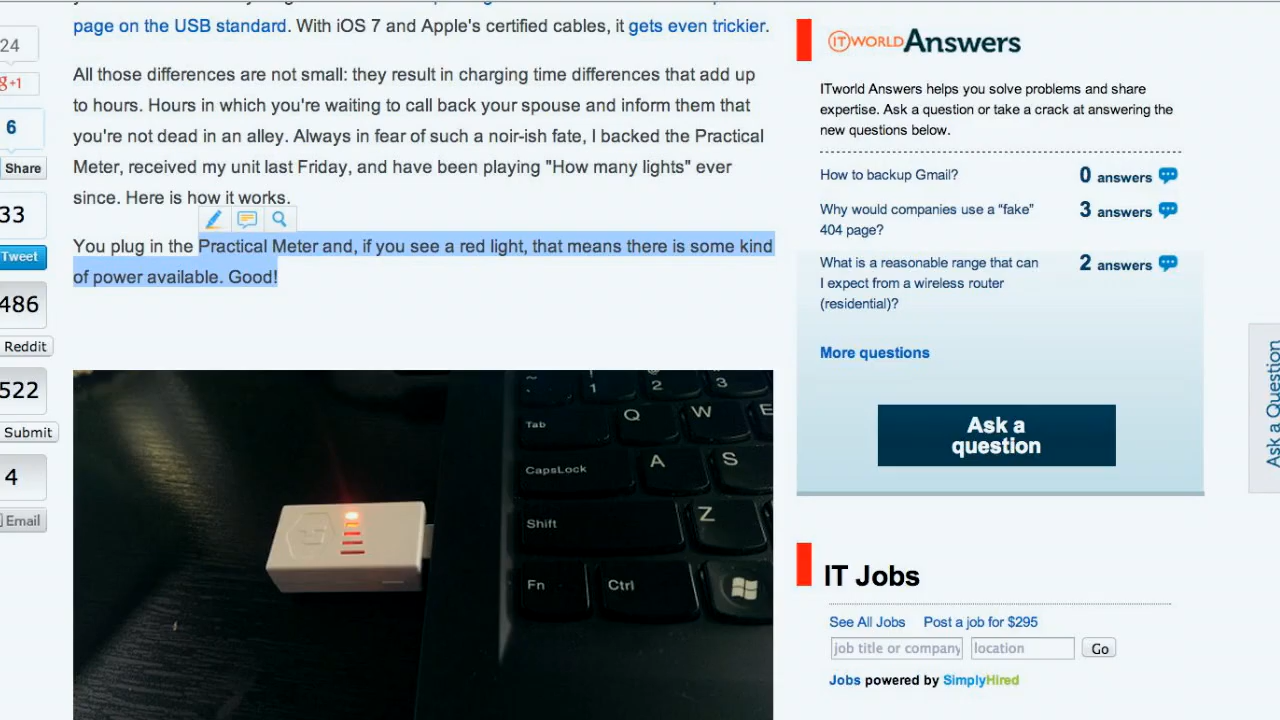 page on the USB standard. With iOS 7 and Apple's certified cables, it gets even trickier.
All those differences are not small: they result in charging time differences that add up
to hours. Hours in which you're waiting to call back your spouse and inform them that
you're not dead in an alley. Always in fear of such a noir-ish fate, I backed the Practical
Meter, received my unit last Friday, and have been playing "How many lights" ever
since. Here is how it works.
You plug in the Practical Meter and, if you see a red light, that means there is some kind
of power available. Good!
24
+1
6
Share
33
Tweet
486
Reddit
522
Submit
4
Email
1
2
3
Tab
Q
W
E
CapsLock
A
S
Shift
Z
Fn
Ctrl
ITWORLD Answers
ITworld Answers helps you solve problems and share
expertise. Ask a question or take a crack at answering the
new questions below.
How to backup Gmail? 0 answers
Why would companies use a “fake” 3 answers
404 page?
What is a reasonable range that can 2 answers
I expect from a wireless router
(residential)?
More questions
Ask a
question
Ask a Question
IT Jobs
See All Jobs Post a job for $295
job title or company location Go
Jobs powered by SimplyHired